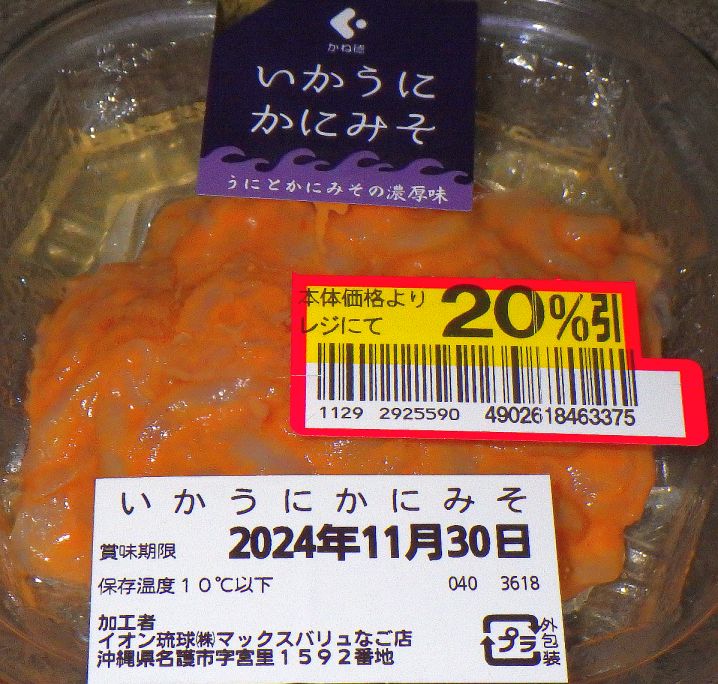 かね徳
いかうに
かにみそ
うにとかにみその濃厚味
本体価格より
レジにて
20%引
1129 2925590 4902618463375
いかうにかにみそ
賞味期限 2024年11月30日
保存温度10℃以下 040 3618
加工者
イオン琉球㈱マックスバリュなご店
沖縄県名護市字宮里1592番地
プラ
外包装